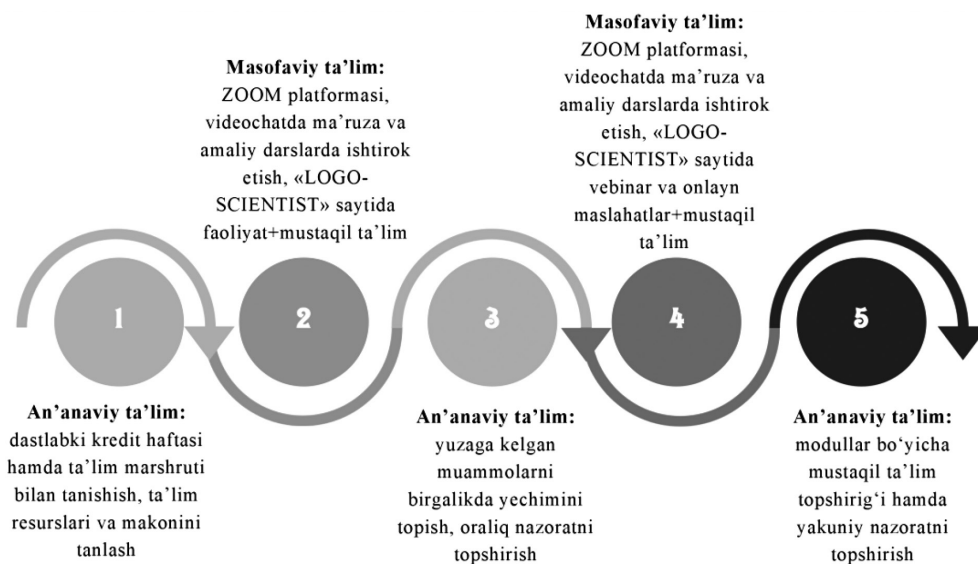 1
An’anaviy ta’lim:
dastlabki kredit haftasi
hamda ta’lim marshruti
bilan tanishish, ta’lim
resurslari va makonini
tanlash
Masofaviy ta’lim:
ZOOM platformasi,
videochatda ma’ruza va
amaliy darslarda ishtirok
etish, «LOGO-
SCIENTIST» saytida
faoliyat+mustaqil ta’lim
2
3
An’anaviy ta’lim:
yuzaga kelgan
muammolarni
birgalikda yechimini
topish, oraliq nazoratni
topshirish
Masofaviy ta’lim:
ZOOM platformasi,
videochatda ma’ruza va
amaliy darslarda ishtirok
etish, «LOGO-
SCIENTIST» saytida
vebinar va onlayn
maslahatlar+mustaqil
ta’lim
4
5
An’anaviy ta’lim:
modullar bo‘yicha
mustaqil ta’lim
topshirig‘i hamda
yakuniy nazoratni
topshirish